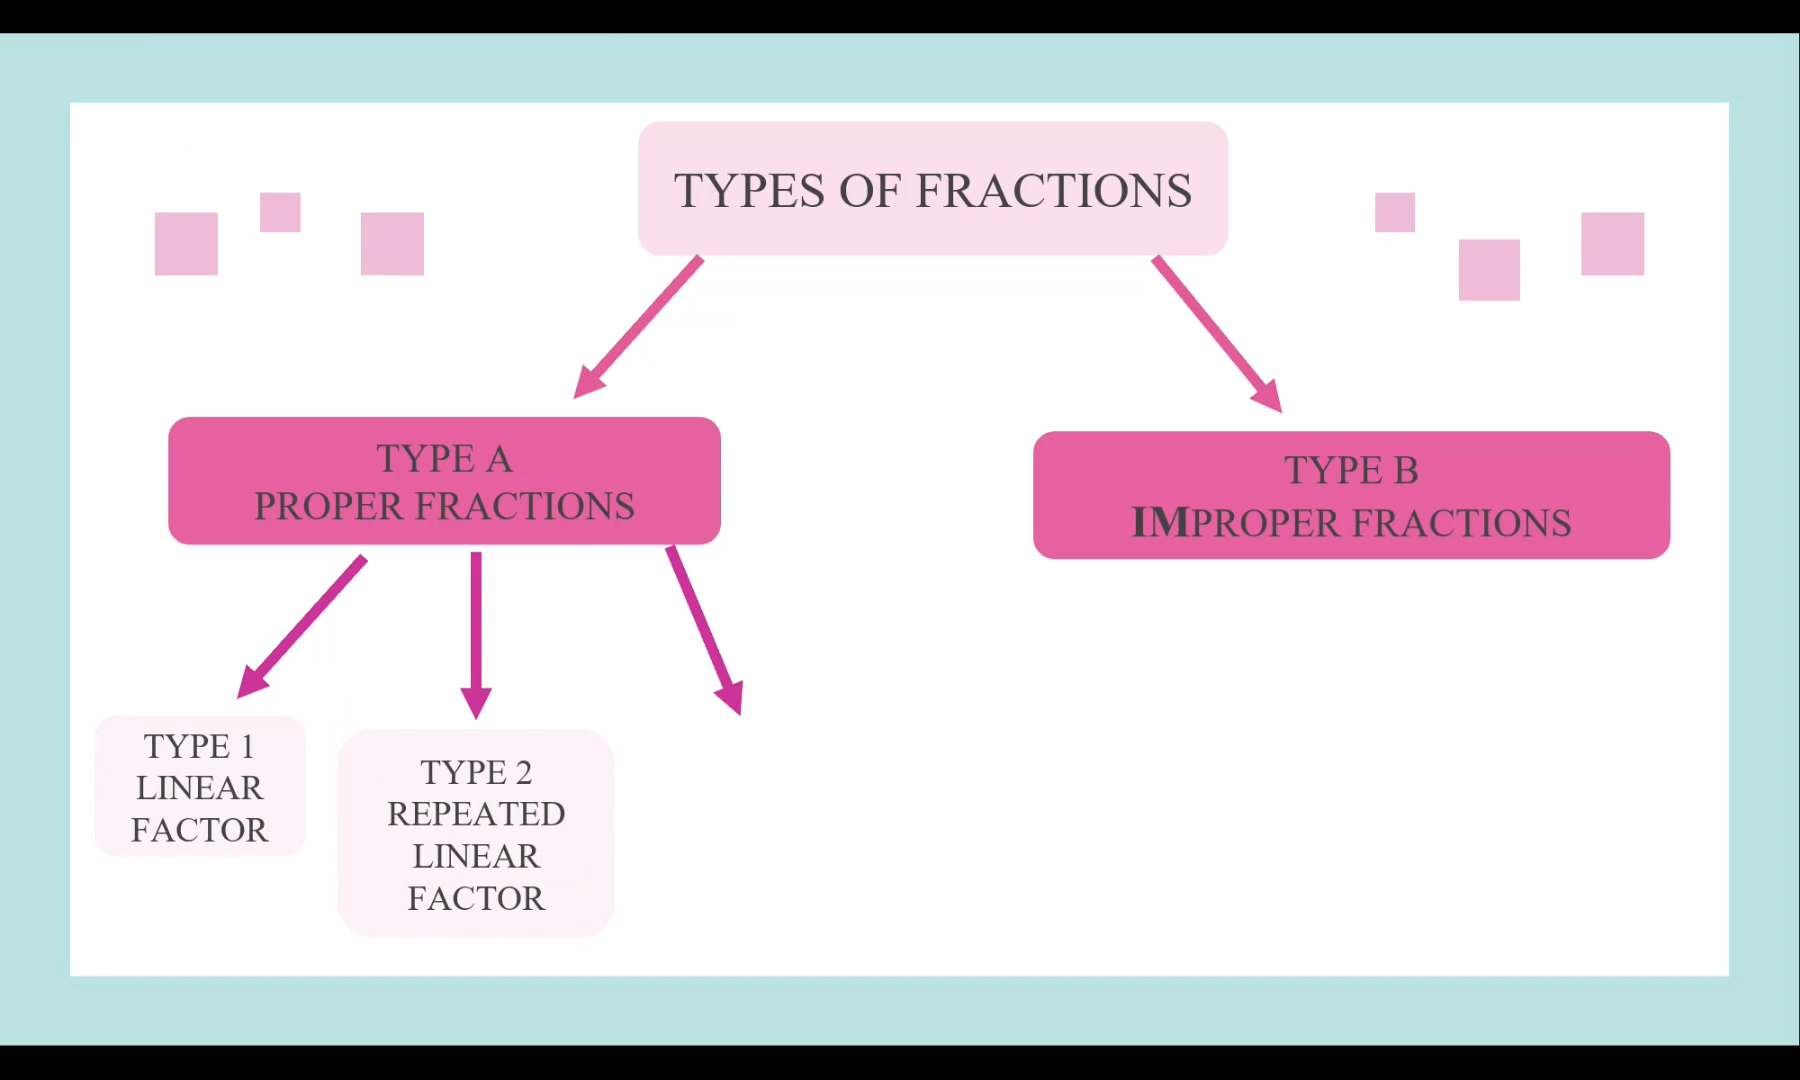 TYPES OF FRACTIONS
TYPE A
PROPER FRACTIONS
TYPE B
IMPROPER FRACTIONS
TYPE 1
LINEAR
FACTOR
TYPE 2
REPEATED
LINEAR
FACTOR